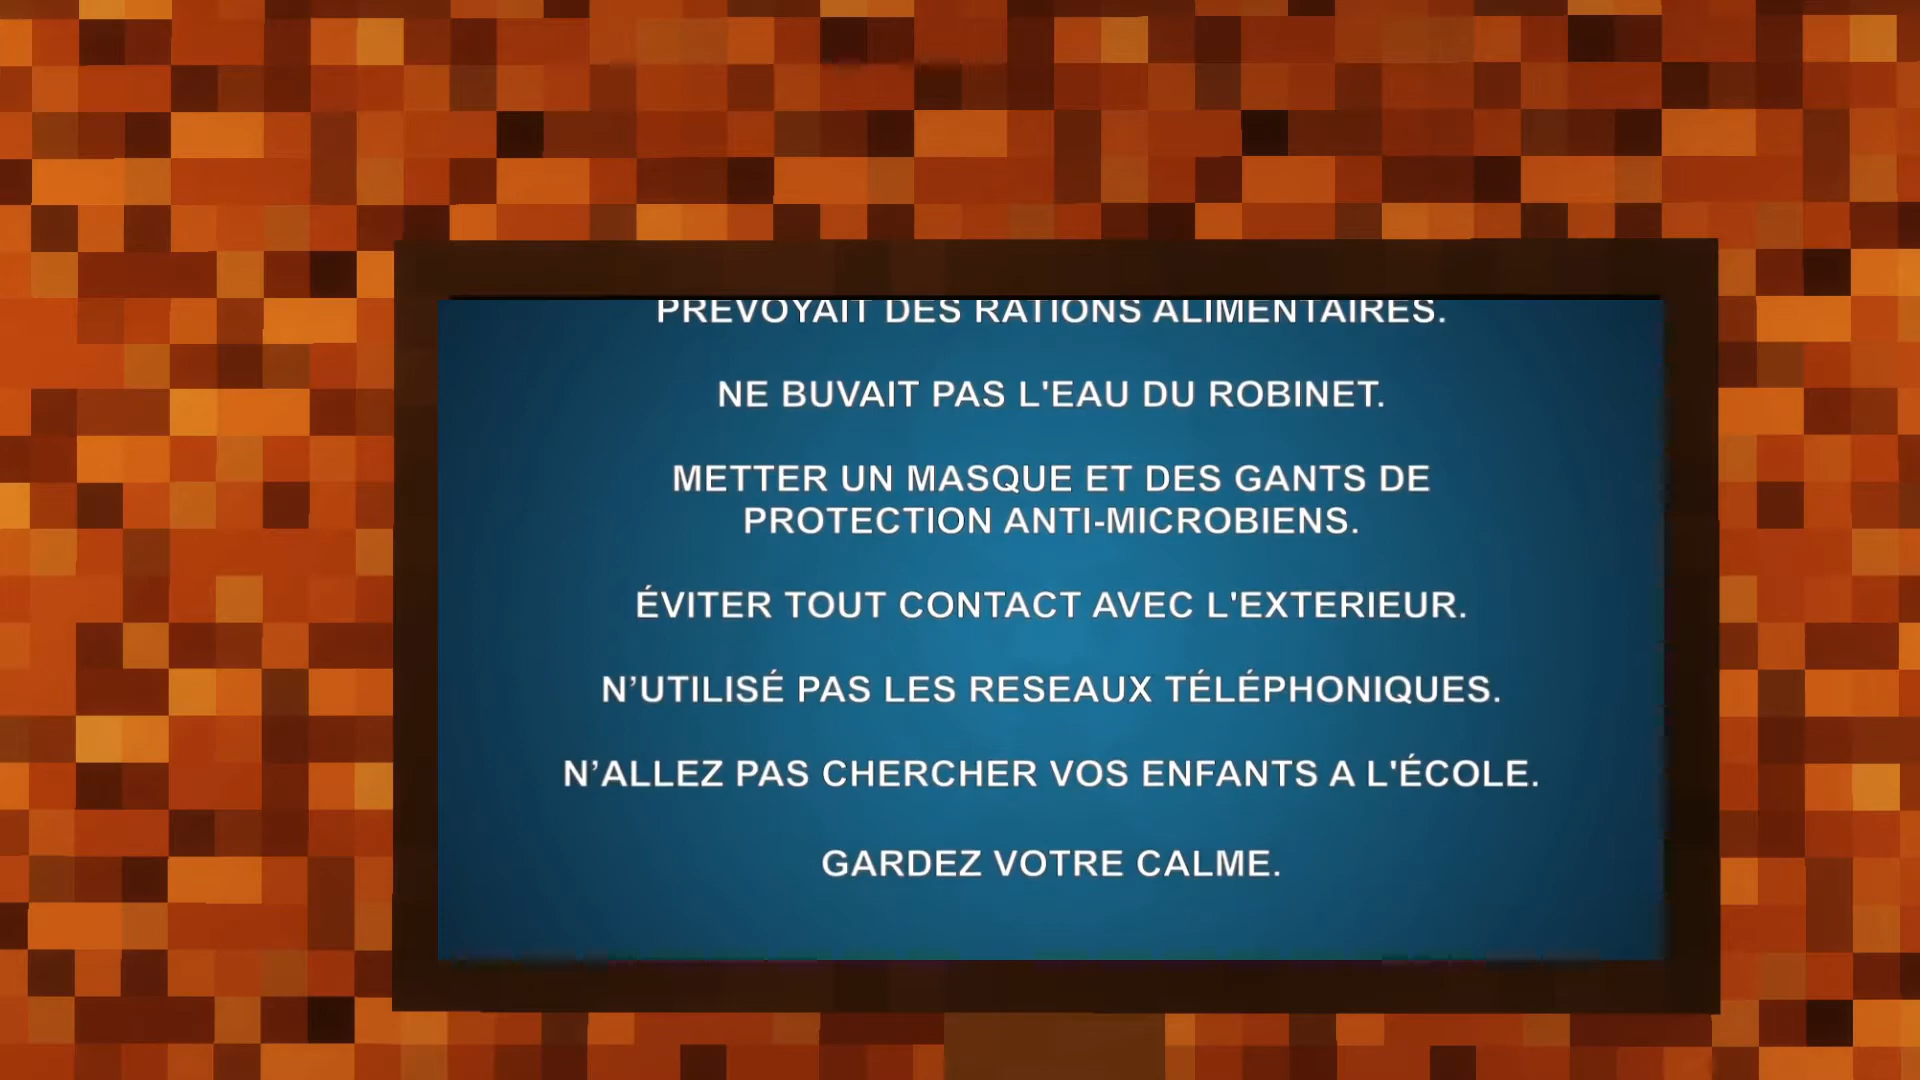 PREVOYAIT DES RATIONS ALIMENTAIRES.
NE BUVAIT PAS L'EAU DU ROBINET.
METTER UN MASQUE ET DES GANTS DE
PROTECTION ANTI-MICROBIENS.
ÉVITER TOUT CONTACT AVEC L'EXTERIEUR.
N’UTILISÉ PAS LES RESEAUX TÉLÉPHONIQUES.
N’ALLEZ PAS CHERCHER VOS ENFANTS A L'ÉCOLE.
GARDEZ VOTRE CALME.